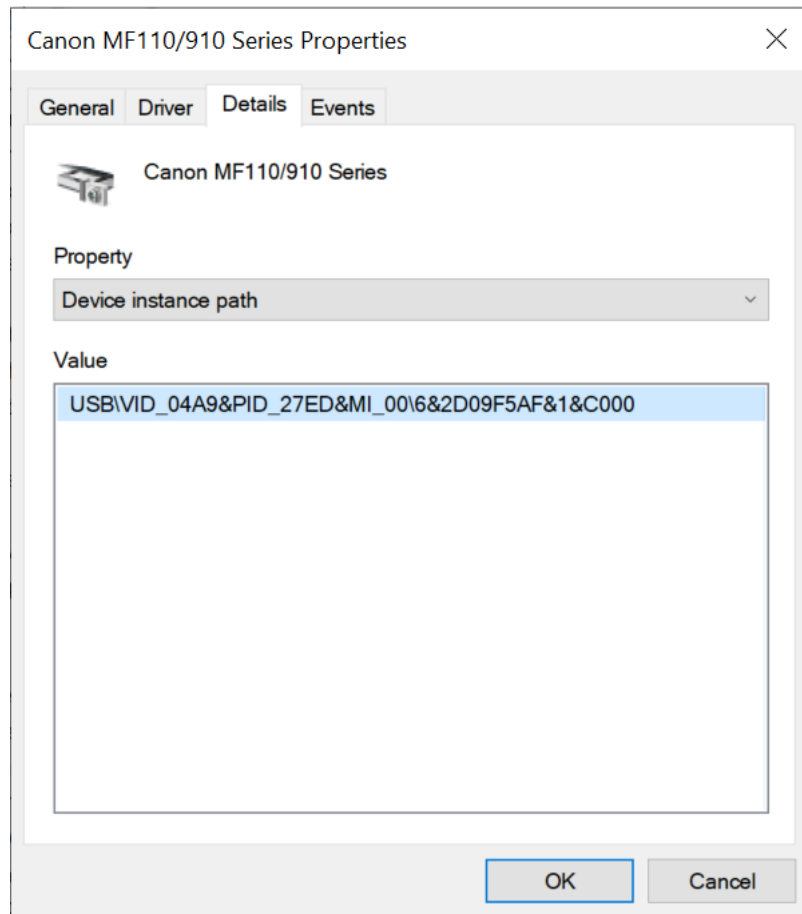 Canon MF110/910 Series Properties
General Driver Details Events
Canon MF110/910 Series
Property
Device instance path
Value
USB\VID_04A9&PID_27ED&MI_00\6&2D09F5AF&1&C000
OK Cancel